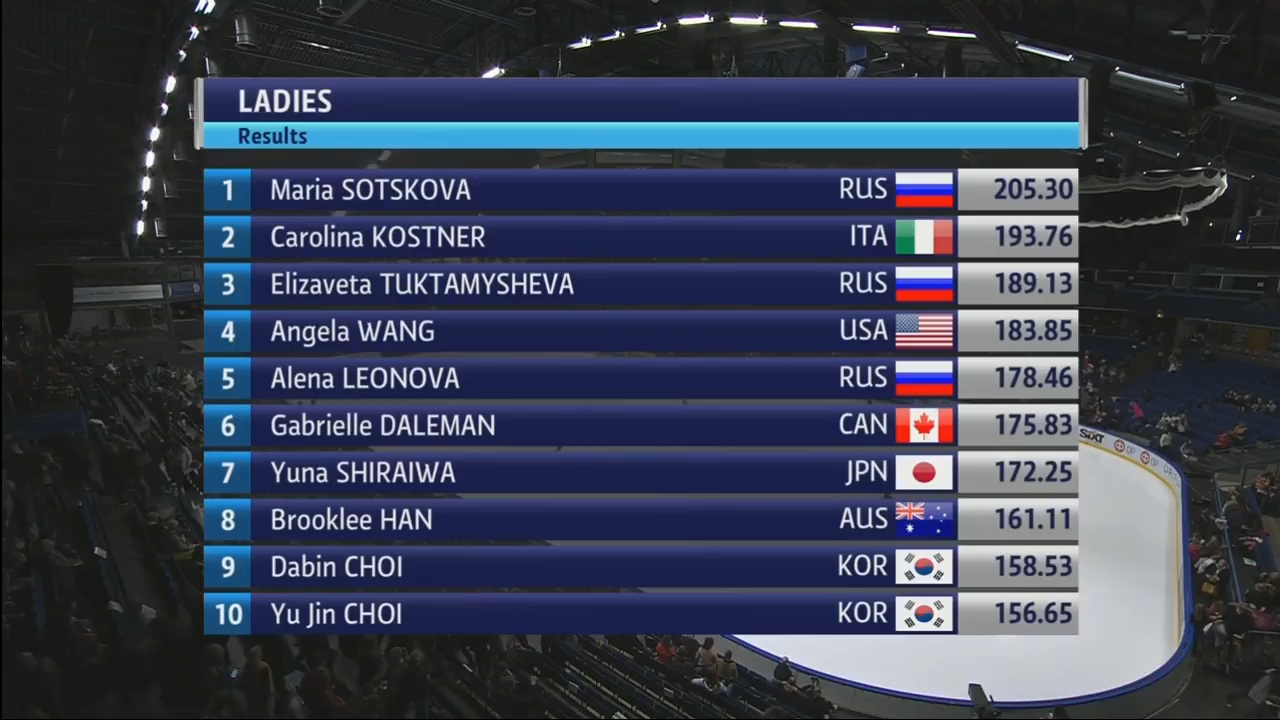 LADIES
Results
1 Maria SOTSKOVA RUS 205.30
2 Carolina KOSTNER ITA 193.76
3 Elizaveta TUKTAMYSHEVA RUS 189.13
4 Angela WANG USA 183.85
5 Alena LEONOVA RUS 178.46
6 Gabrielle DALEMAN CAN 175.83
7 Yuna SHIRAIWA JPN 172.25
8 Brooklee HAN AUS 161.11
9 Dabin CHOI KOR 158.53
10 Yu Jin CHOI KOR 156.65